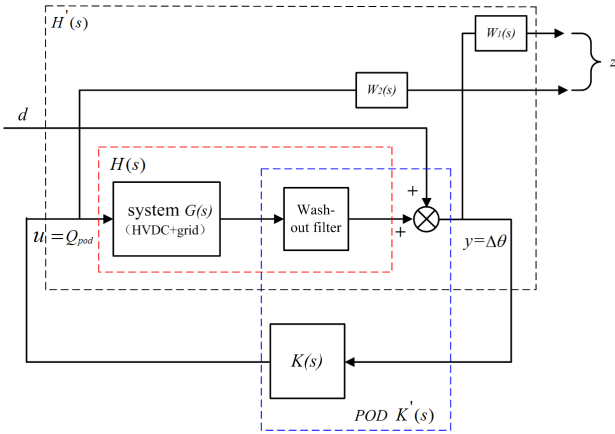 H'(s)
W1(s)
z
W2(s)
d
H(s)
+
system G(s)
(HVDC+grid)
Wash-
out filter
+
u = Qpod
y=Δθ
K(s)
POD K'(s)